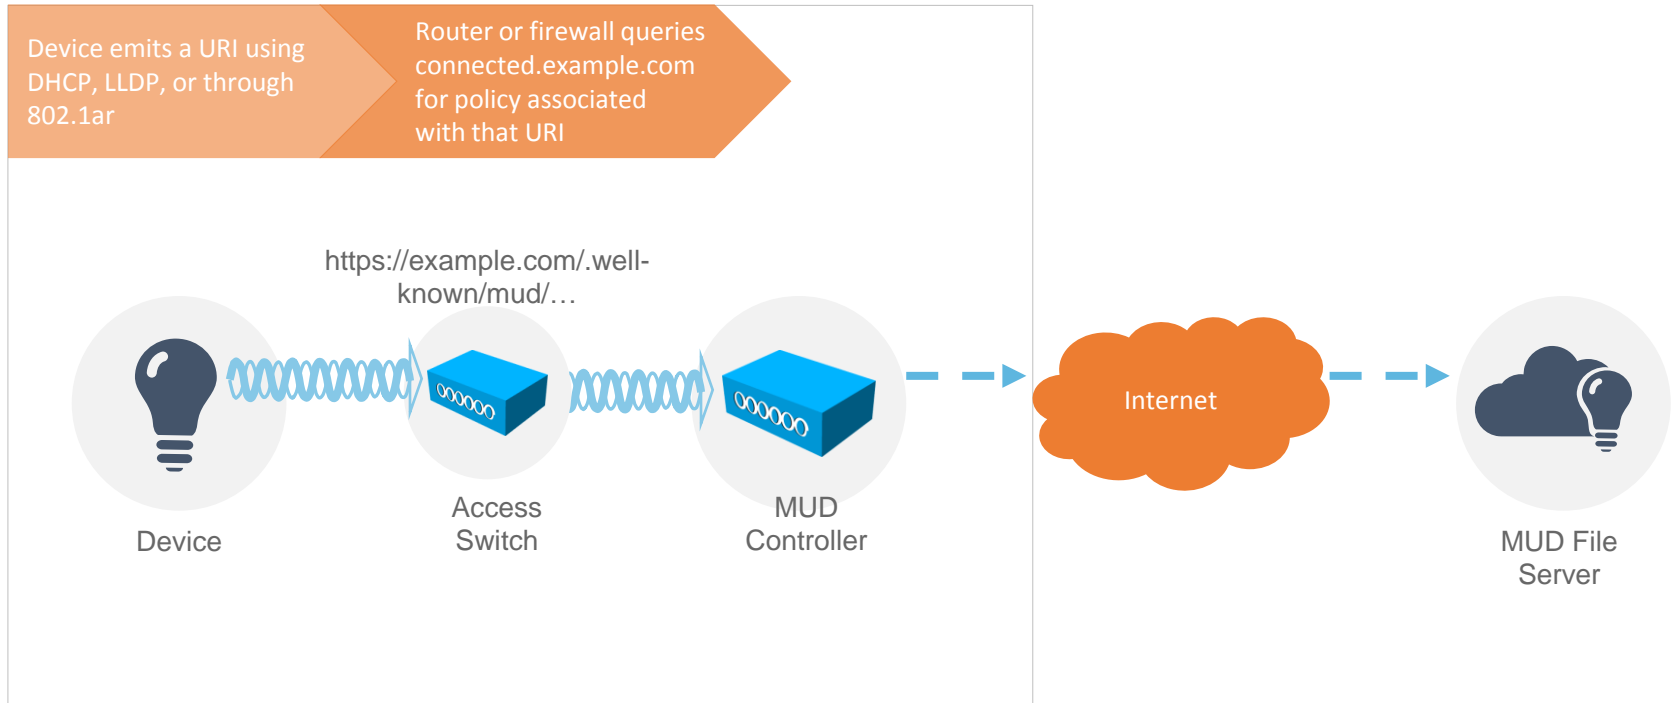 Device emits a URI using
DHCP, LLDP, or through
802.1ar
Router or firewall queries
connected.example.com
for policy associated
with that URI
https://example.com/.well-
known/mud/…
Device
Access
Switch
MUD
Controller
Internet
MUD File
Server